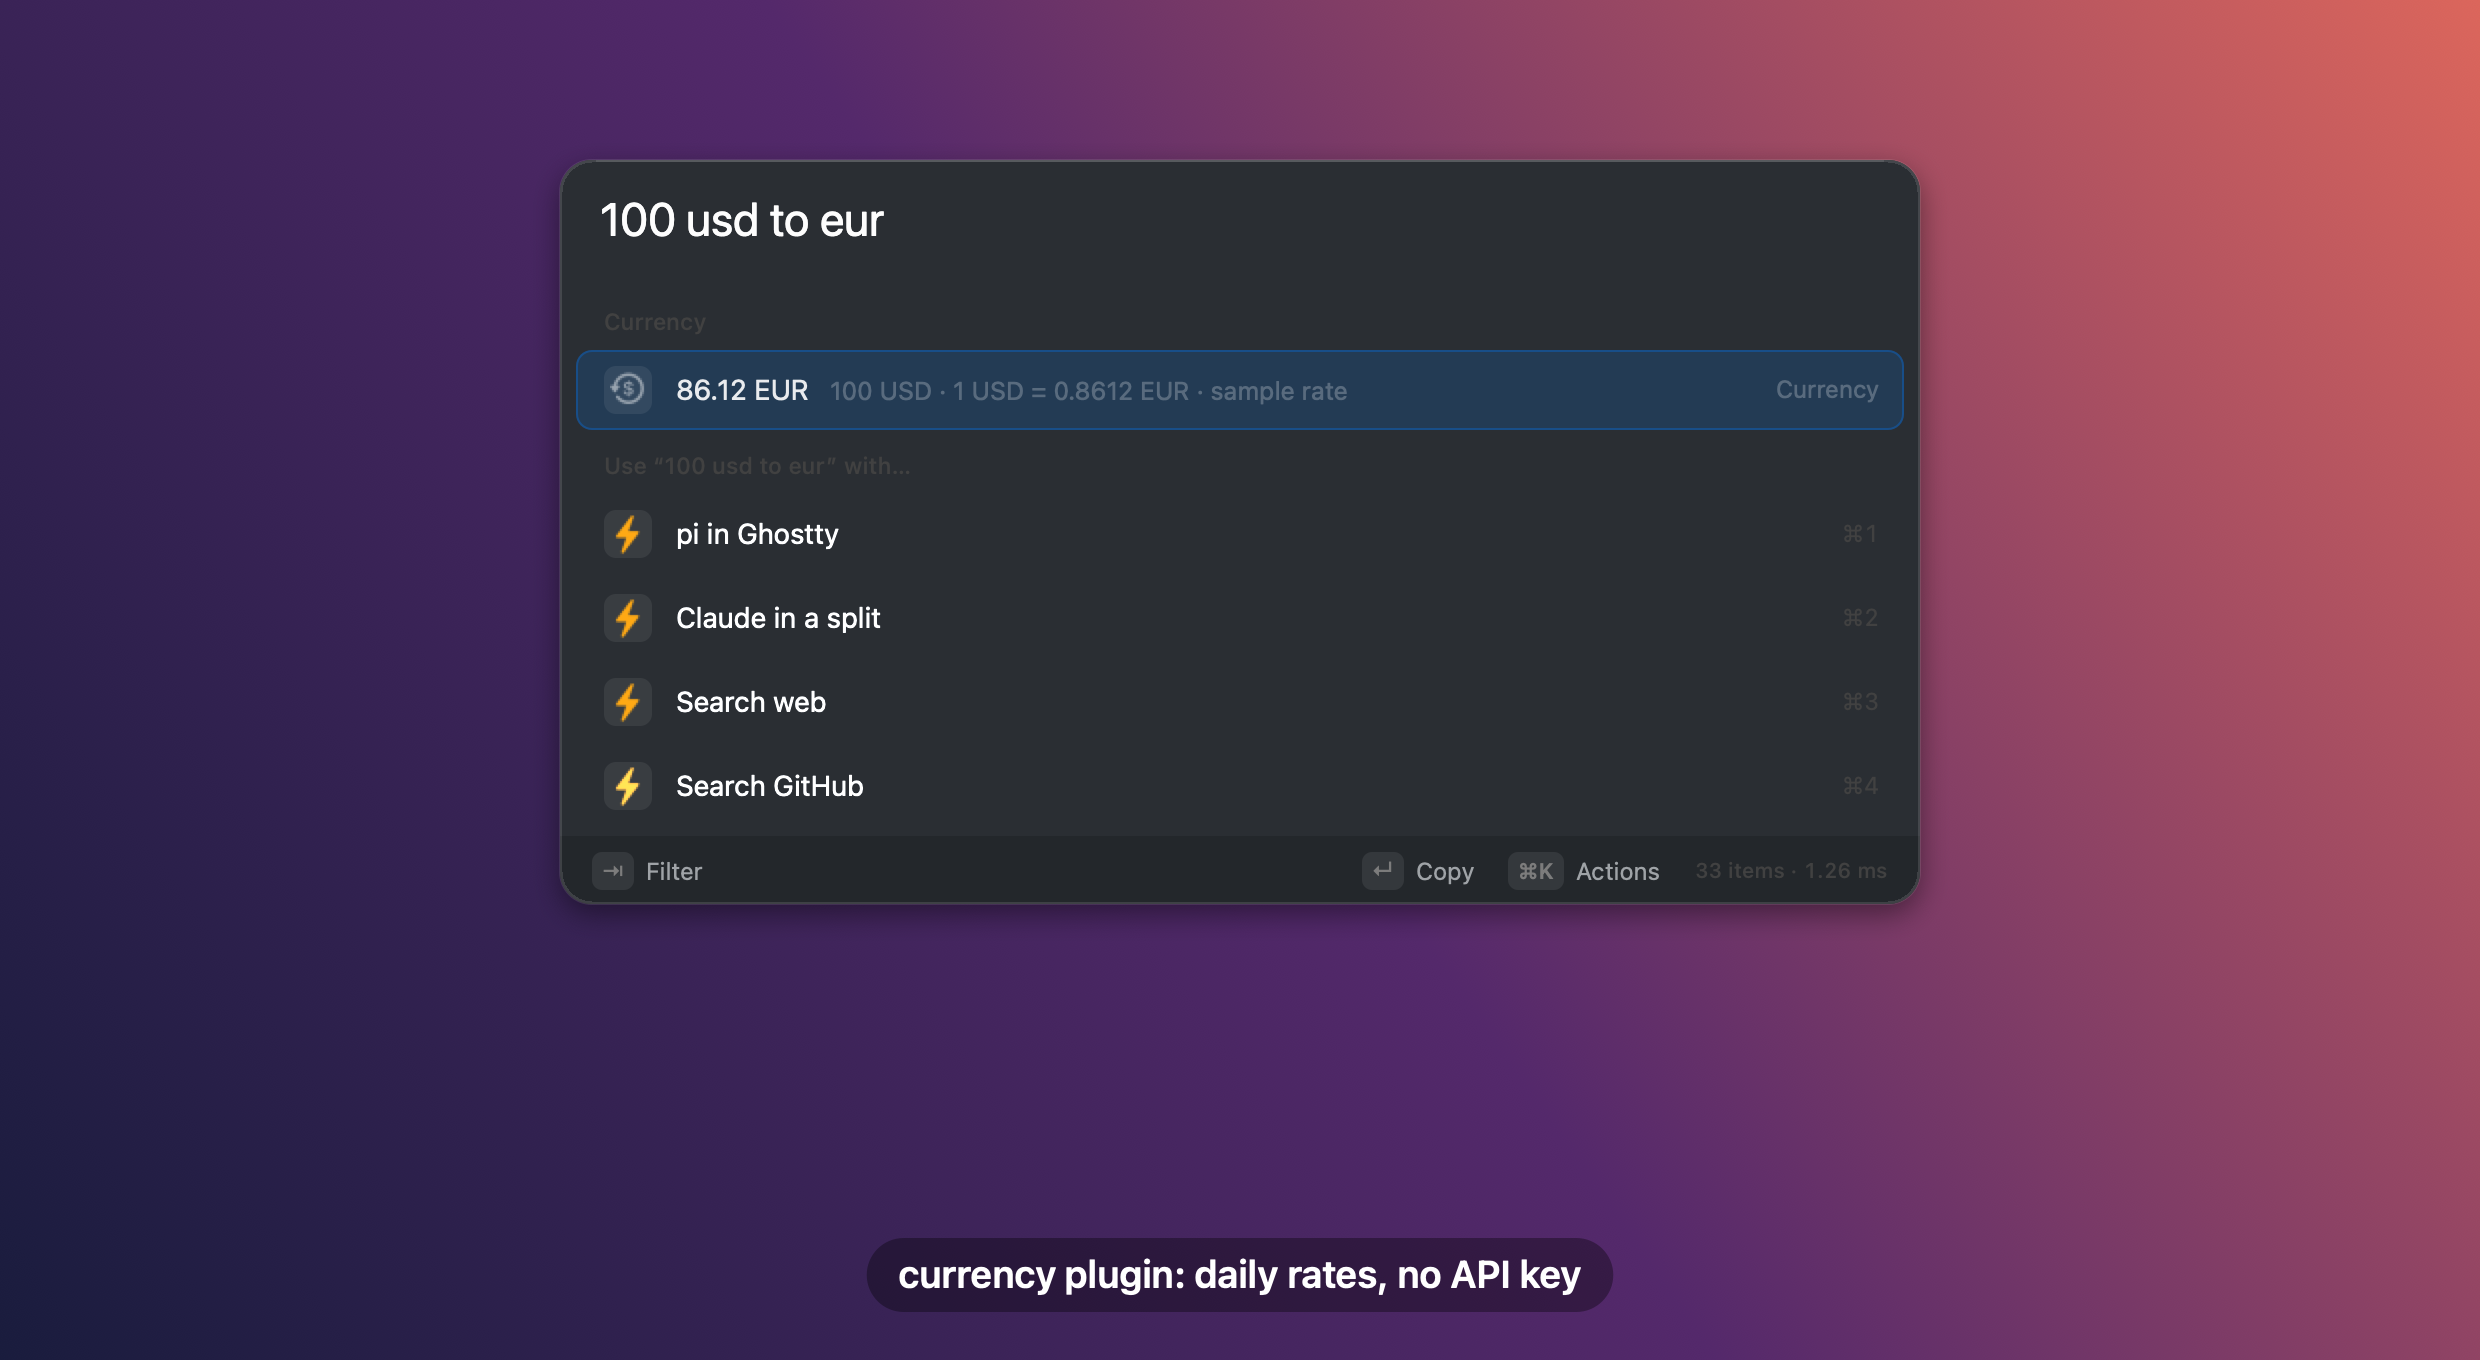 100 usd to eur
Currency
86.12 EUR 100 USD · 1 USD = 0.8612 EUR · sample rate Currency
Use “100 usd to eur” with...
pi in Ghostty ⌘1
Claude in a split ⌘2
Search web ⌘3
Search GitHub ⌘4
⇥ Filter ↵ Copy ⌘K Actions 33 items · 1.26 ms
currency plugin: daily rates, no API key